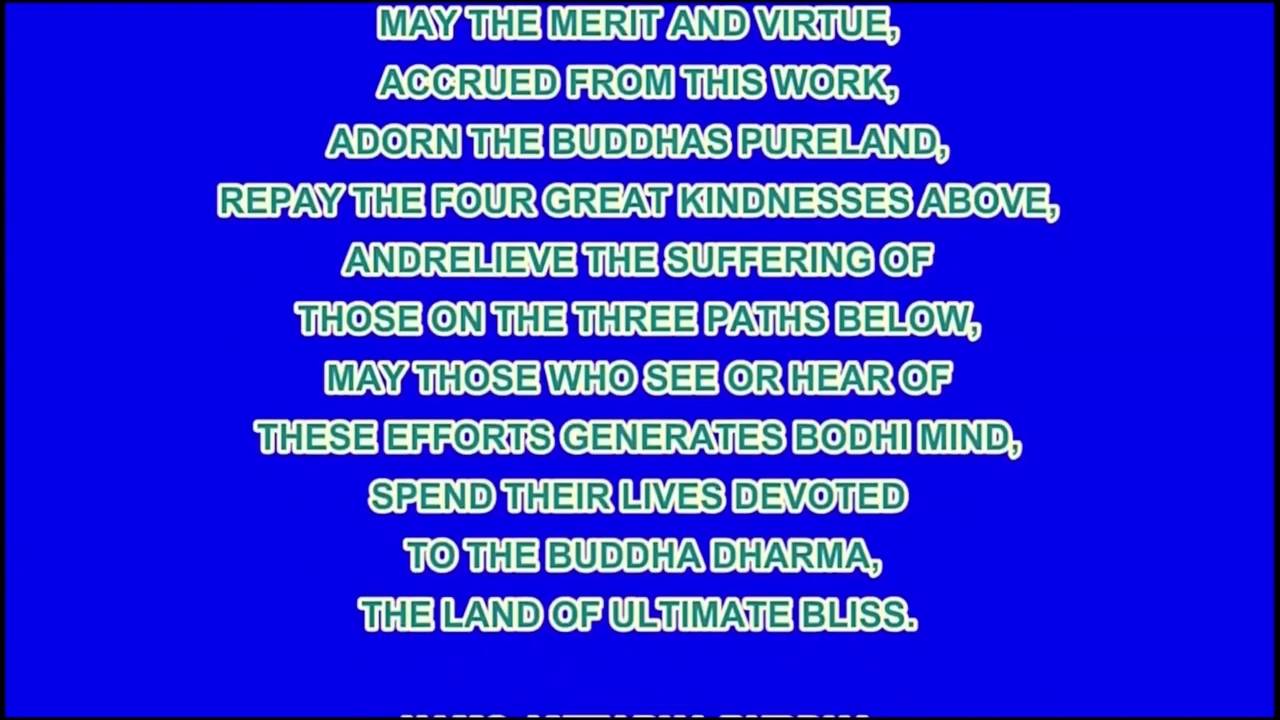 MAY THE MERIT AND VIRTUE,
ACCRUED FROM THIS WORK,
ADORN THE BUDDHAS PURELAND,
REPAY THE FOUR GREAT KINDNESSES ABOVE,
ANDRELIEVE THE SUFFERING OF
THOSE ON THE THREE PATHS BELOW,
MAY THOSE WHO SEE OR HEAR OF
THESE EFFORTS GENERATES BODHI MIND,
SPEND THEIR LIVES DEVOTED
TO THE BUDDHA DHARMA,
THE LAND OF ULTIMATE BLISS.